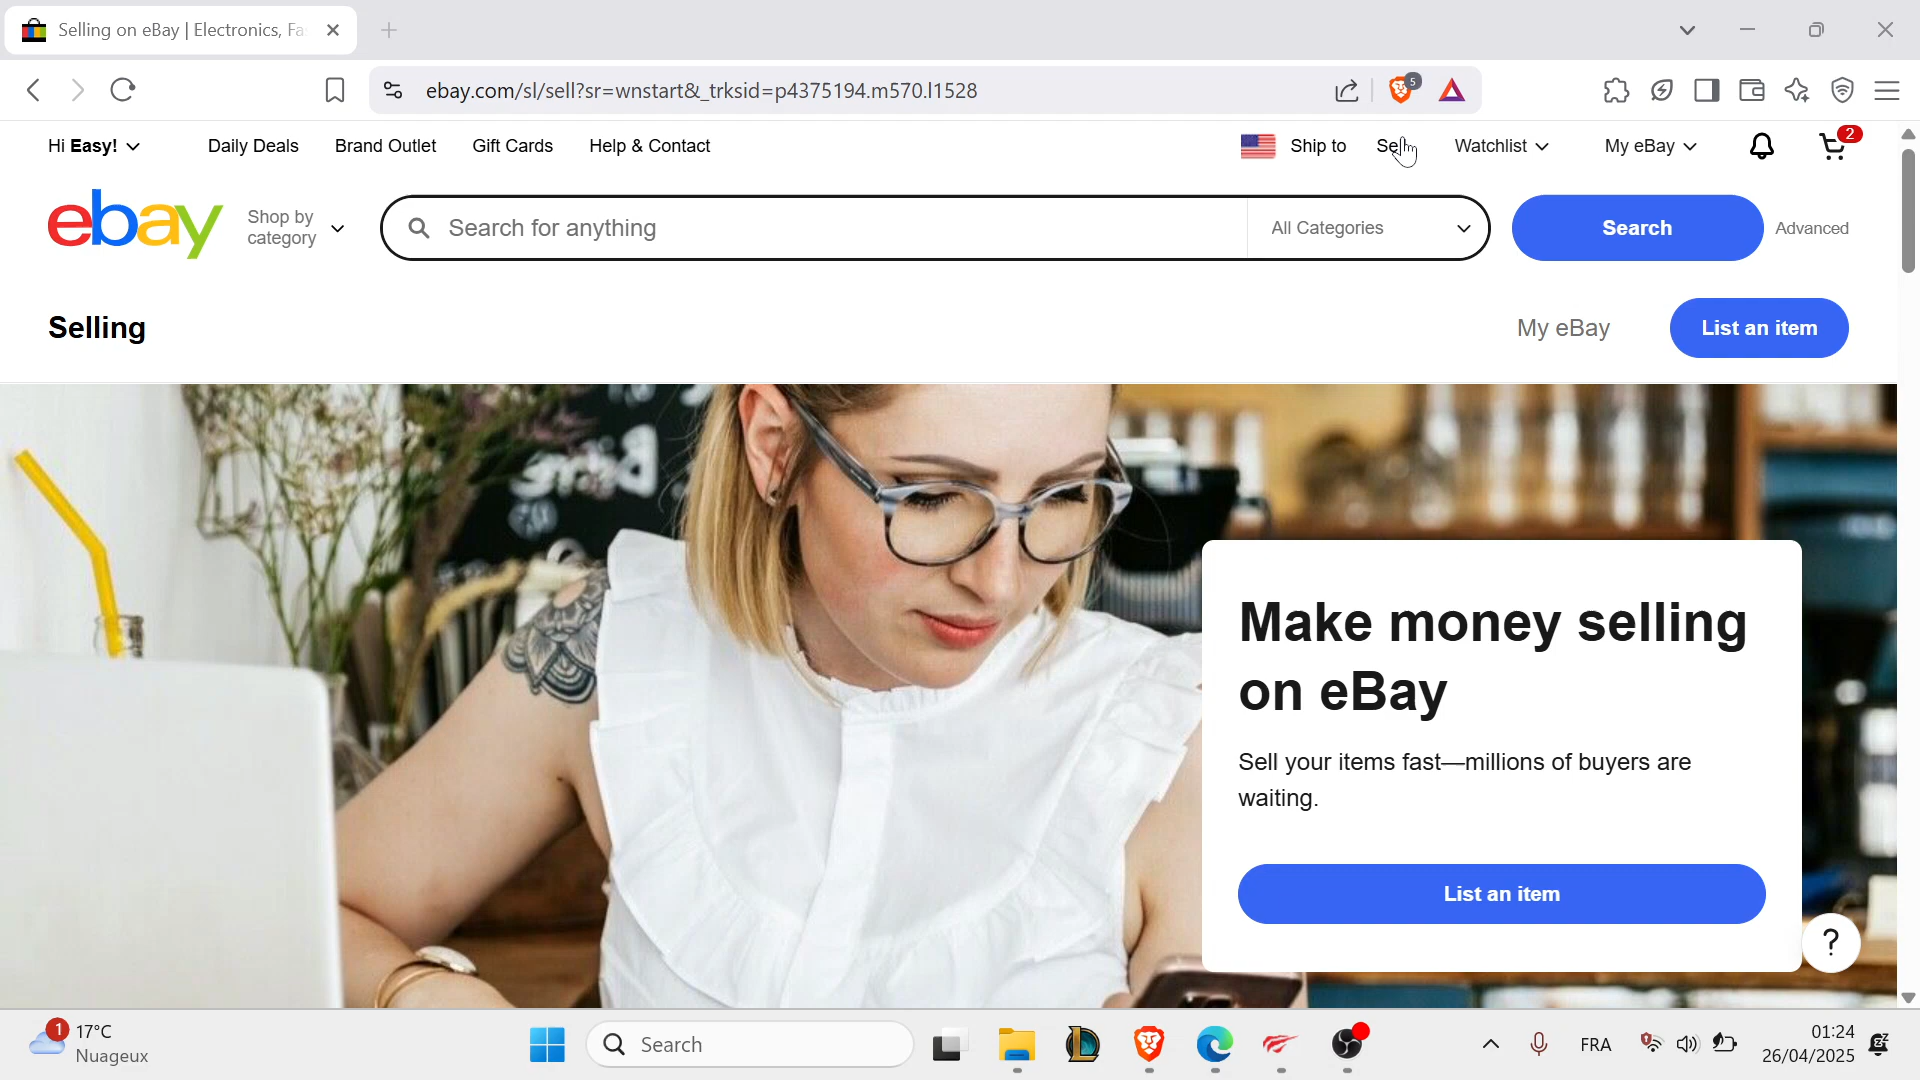 Selling on eBay | Electronics, Fa
ebay.com/sl/sell?sr=wnstart&_trksid=p4375194.m570.l1528
5
Hi Easy!
Daily Deals
Brand Outlet
Gift Cards
Help & Contact
Ship to
Sell
Watchlist
My eBay
2
ebay
Shop by
category
Search for anything
All Categories
Search
Advanced
Selling
My eBay
List an item
Make money selling
on eBay
Sell your items fast—millions of buyers are
waiting.
List an item
?
1
17°C
Nuageux
Search
FRA
01:24
26/04/2025